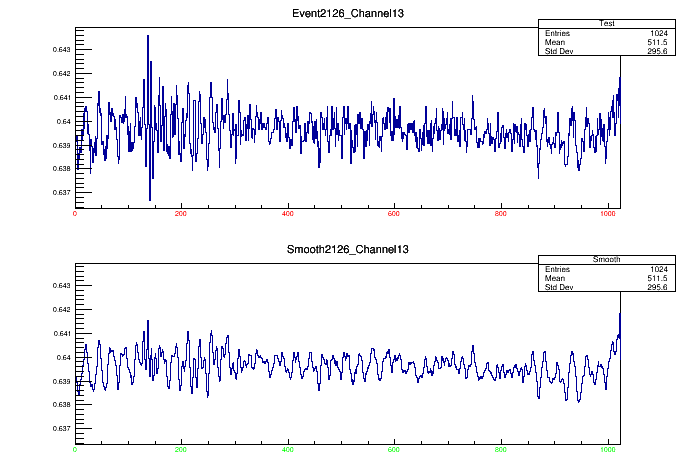 Event2126_Channel13
Test
Entries 1024
Mean 511.5
Std Dev 295.6
0.643
0.642
0.641
0.64
0.639
0.638
0.637
0 200 400 600 800 1000
Smooth2126_Channel13
Smooth
Entries 1024
Mean 511.5
Std Dev 295.6
0.643
0.642
0.641
0.64
0.639
0.638
0.637
0 200 400 600 800 1000